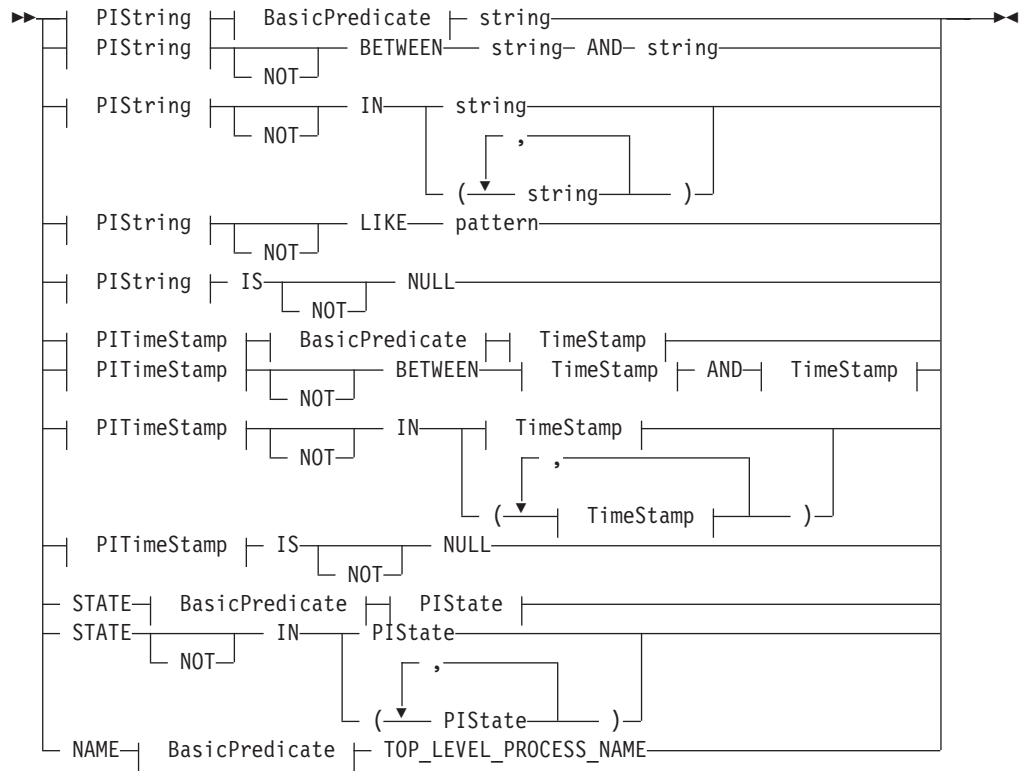 PIString BasicPredicate string
PIString NOT BETWEEN string AND string
PIString NOT IN string
,
( string )
PIString NOT LIKE pattern
PIString IS NOT NULL
PITimeStamp BasicPredicate TimeStamp
PITimeStamp NOT BETWEEN TimeStamp AND TimeStamp
PITimeStamp NOT IN TimeStamp
,
( TimeStamp )
PITimeStamp IS NOT NULL
STATE BasicPredicate PIState
STATE NOT IN PIState
,
( PIState )
NAME BasicPredicate TOP_LEVEL_PROCESS_NAME